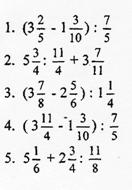 1. (3 2/5 - 1 3/10) : 7/5
2. 5 3/4 : 11/4 + 3 7/11
3. (3 7/8 - 2 5/6) : 1 1/4
4. (3 11/4 - 1 3/10) : 7/5
5. 5 1/6 + 2 3/4 : 11/8